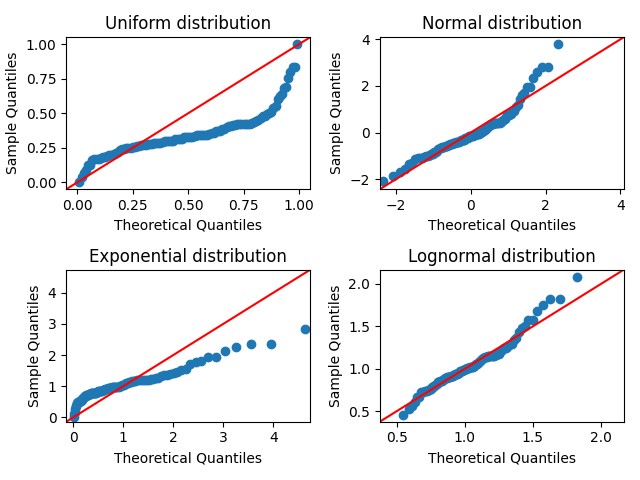 Uniform distribution
Normal distribution
Sample Quantiles
1.00
0.75
0.50
0.25
0.00
0.00 0.25 0.50 0.75 1.00
Theoretical Quantiles
Sample Quantiles
4
2
0
−2
−2 0 2 4
Theoretical Quantiles
Exponential distribution
Lognormal distribution
Sample Quantiles
4
3
2
1
0
0 1 2 3 4
Theoretical Quantiles
Sample Quantiles
2.0
1.5
1.0
0.5
0.5 1.0 1.5 2.0
Theoretical Quantiles